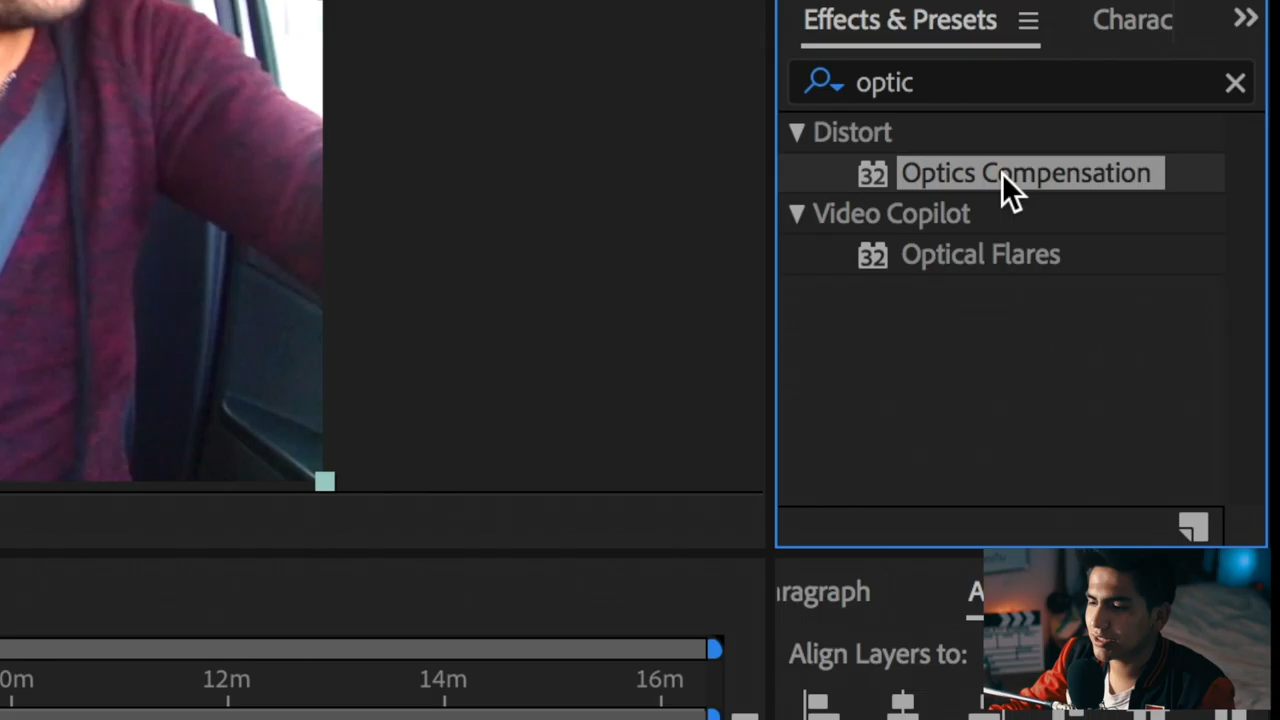 Effects & Presets
Charac
optic
Distort
32 Optics Compensation
Video Copilot
32 Optical Flares
ragraph
A
Align Layers to:
0m
12m
14m
16m